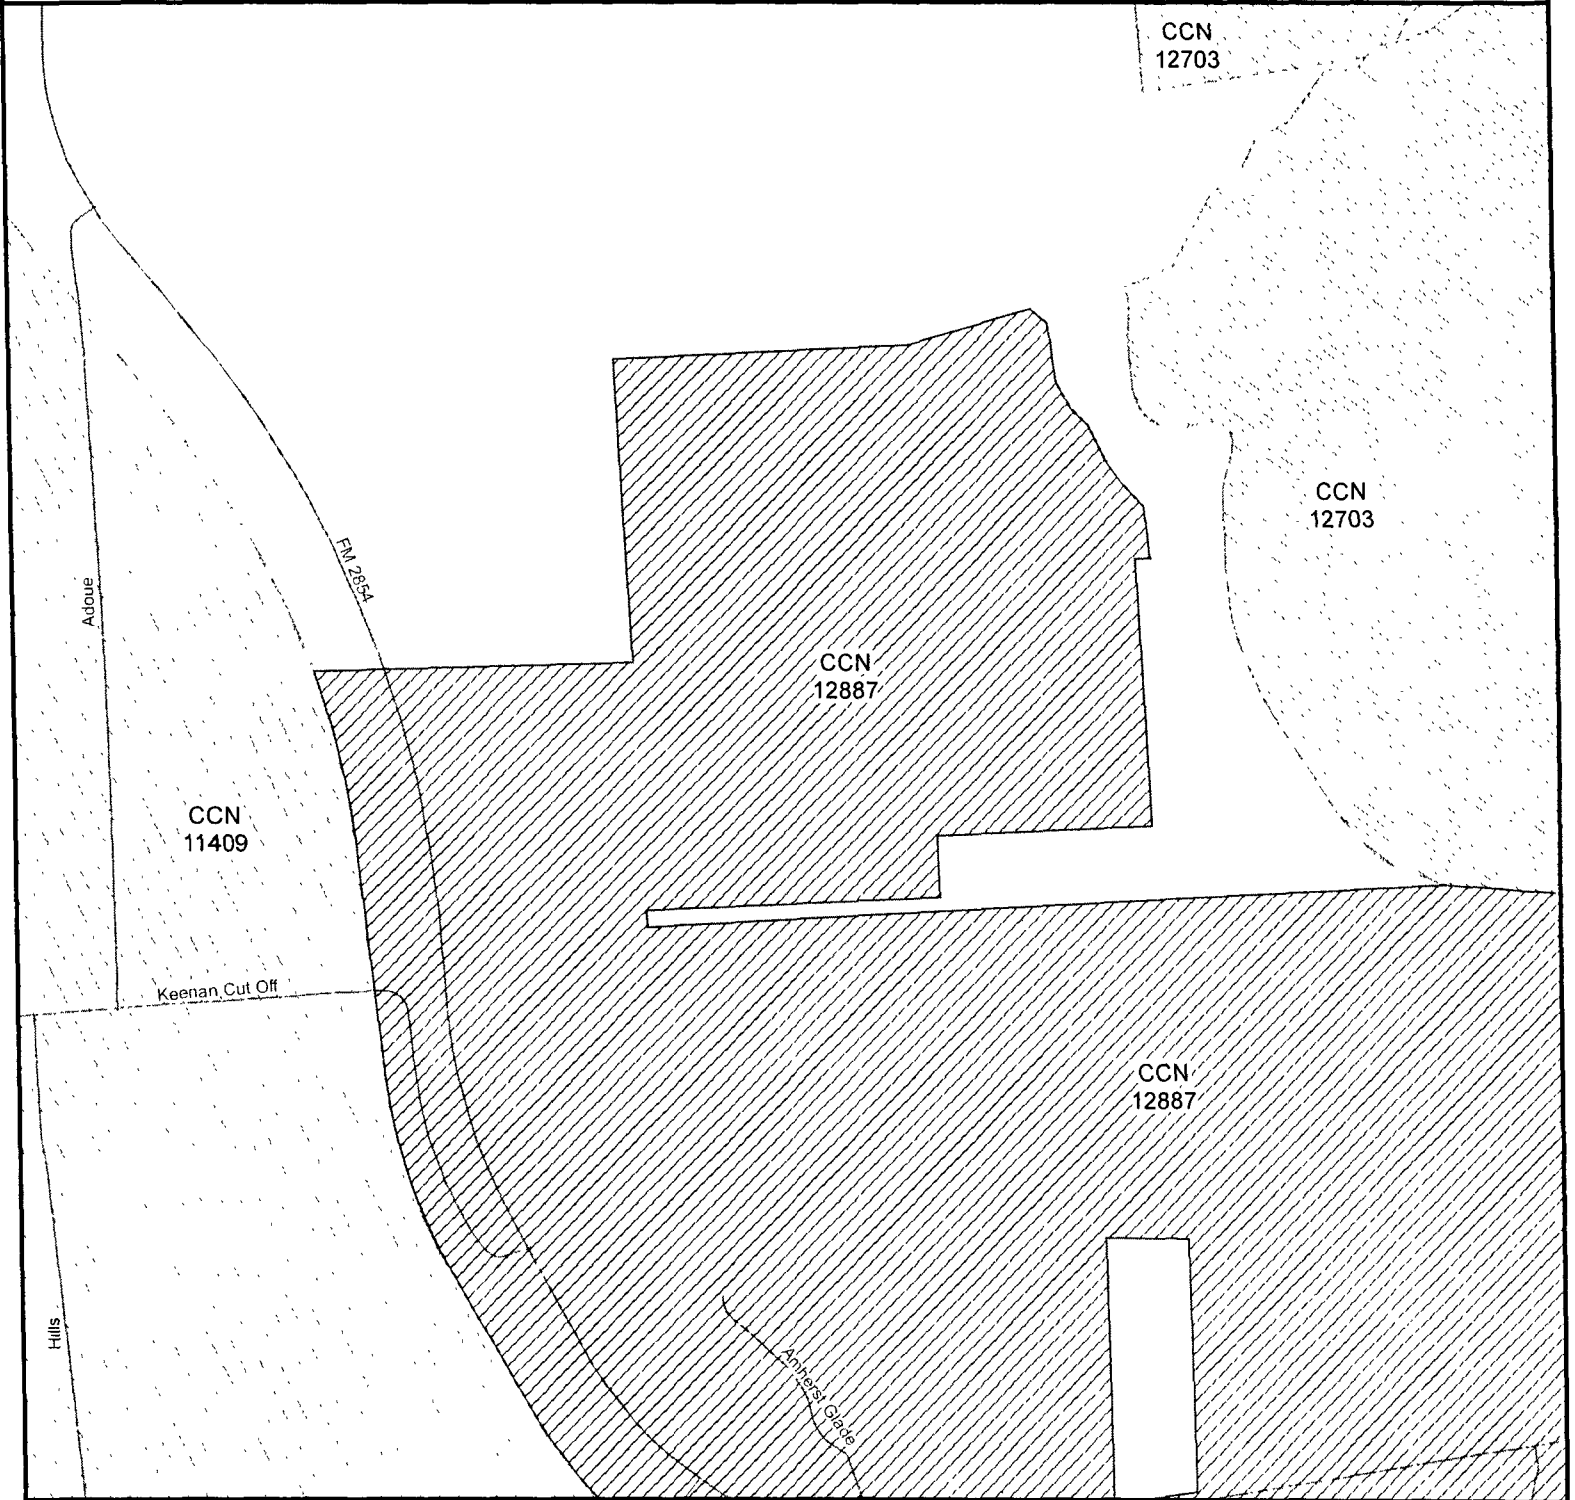 CCN
12703
FM 2854
CCN
12703
Adoue
CCN
12887
CCN
11409
Keenan Cut Off
CCN
12887
Hills
Amherst Glade